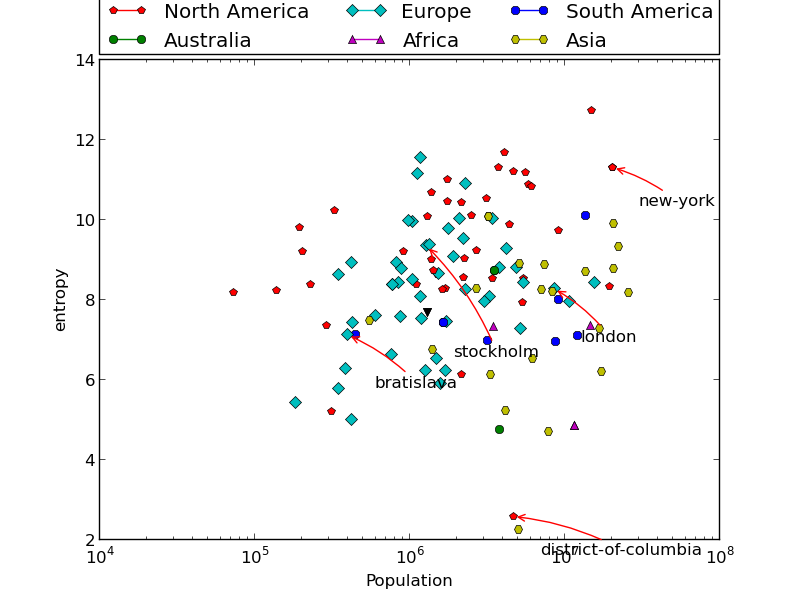 North America Europe South America
Australia Africa Asia
14
12
10
8
6
4
2
entropy
new-york
stockholm
london
bratislava
district-of-columbia
10^4 10^5 10^6 10^7 10^8
Population